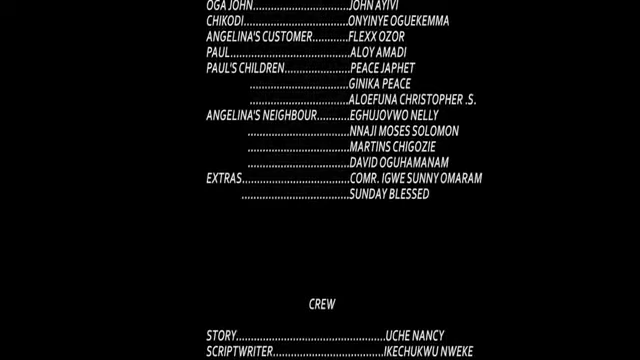 OGA JOHN..............................JOHN AYIVI
CHIKODI.................................ONYINYE OGUEKEMMA
ANGELINA'S CUSTOMER...........FLEXX OZOR
PAUL.....................................ALOY AMADI
PAUL'S CHILDREN....................PEACE JAPHET
..............................GINIKA PEACE
..............................ALOEFUNA CHRISTOPHER .S.
ANGELINA'S NEIGHBOUR..........EGHUJOVWO NELLY
...............................NNAJI MOSES SOLOMON
...............................MARTINS CHIGOZIE
...............................DAVID OGUHAMANAM
EXTRAS.................................COMR. IGWE SUNNY OMARAM
.................................SUNDAY BLESSED
CREW
STORY..............................................UCHE NANCY
SCRIPTWRITER..................................IKECHUKWU NWEKE